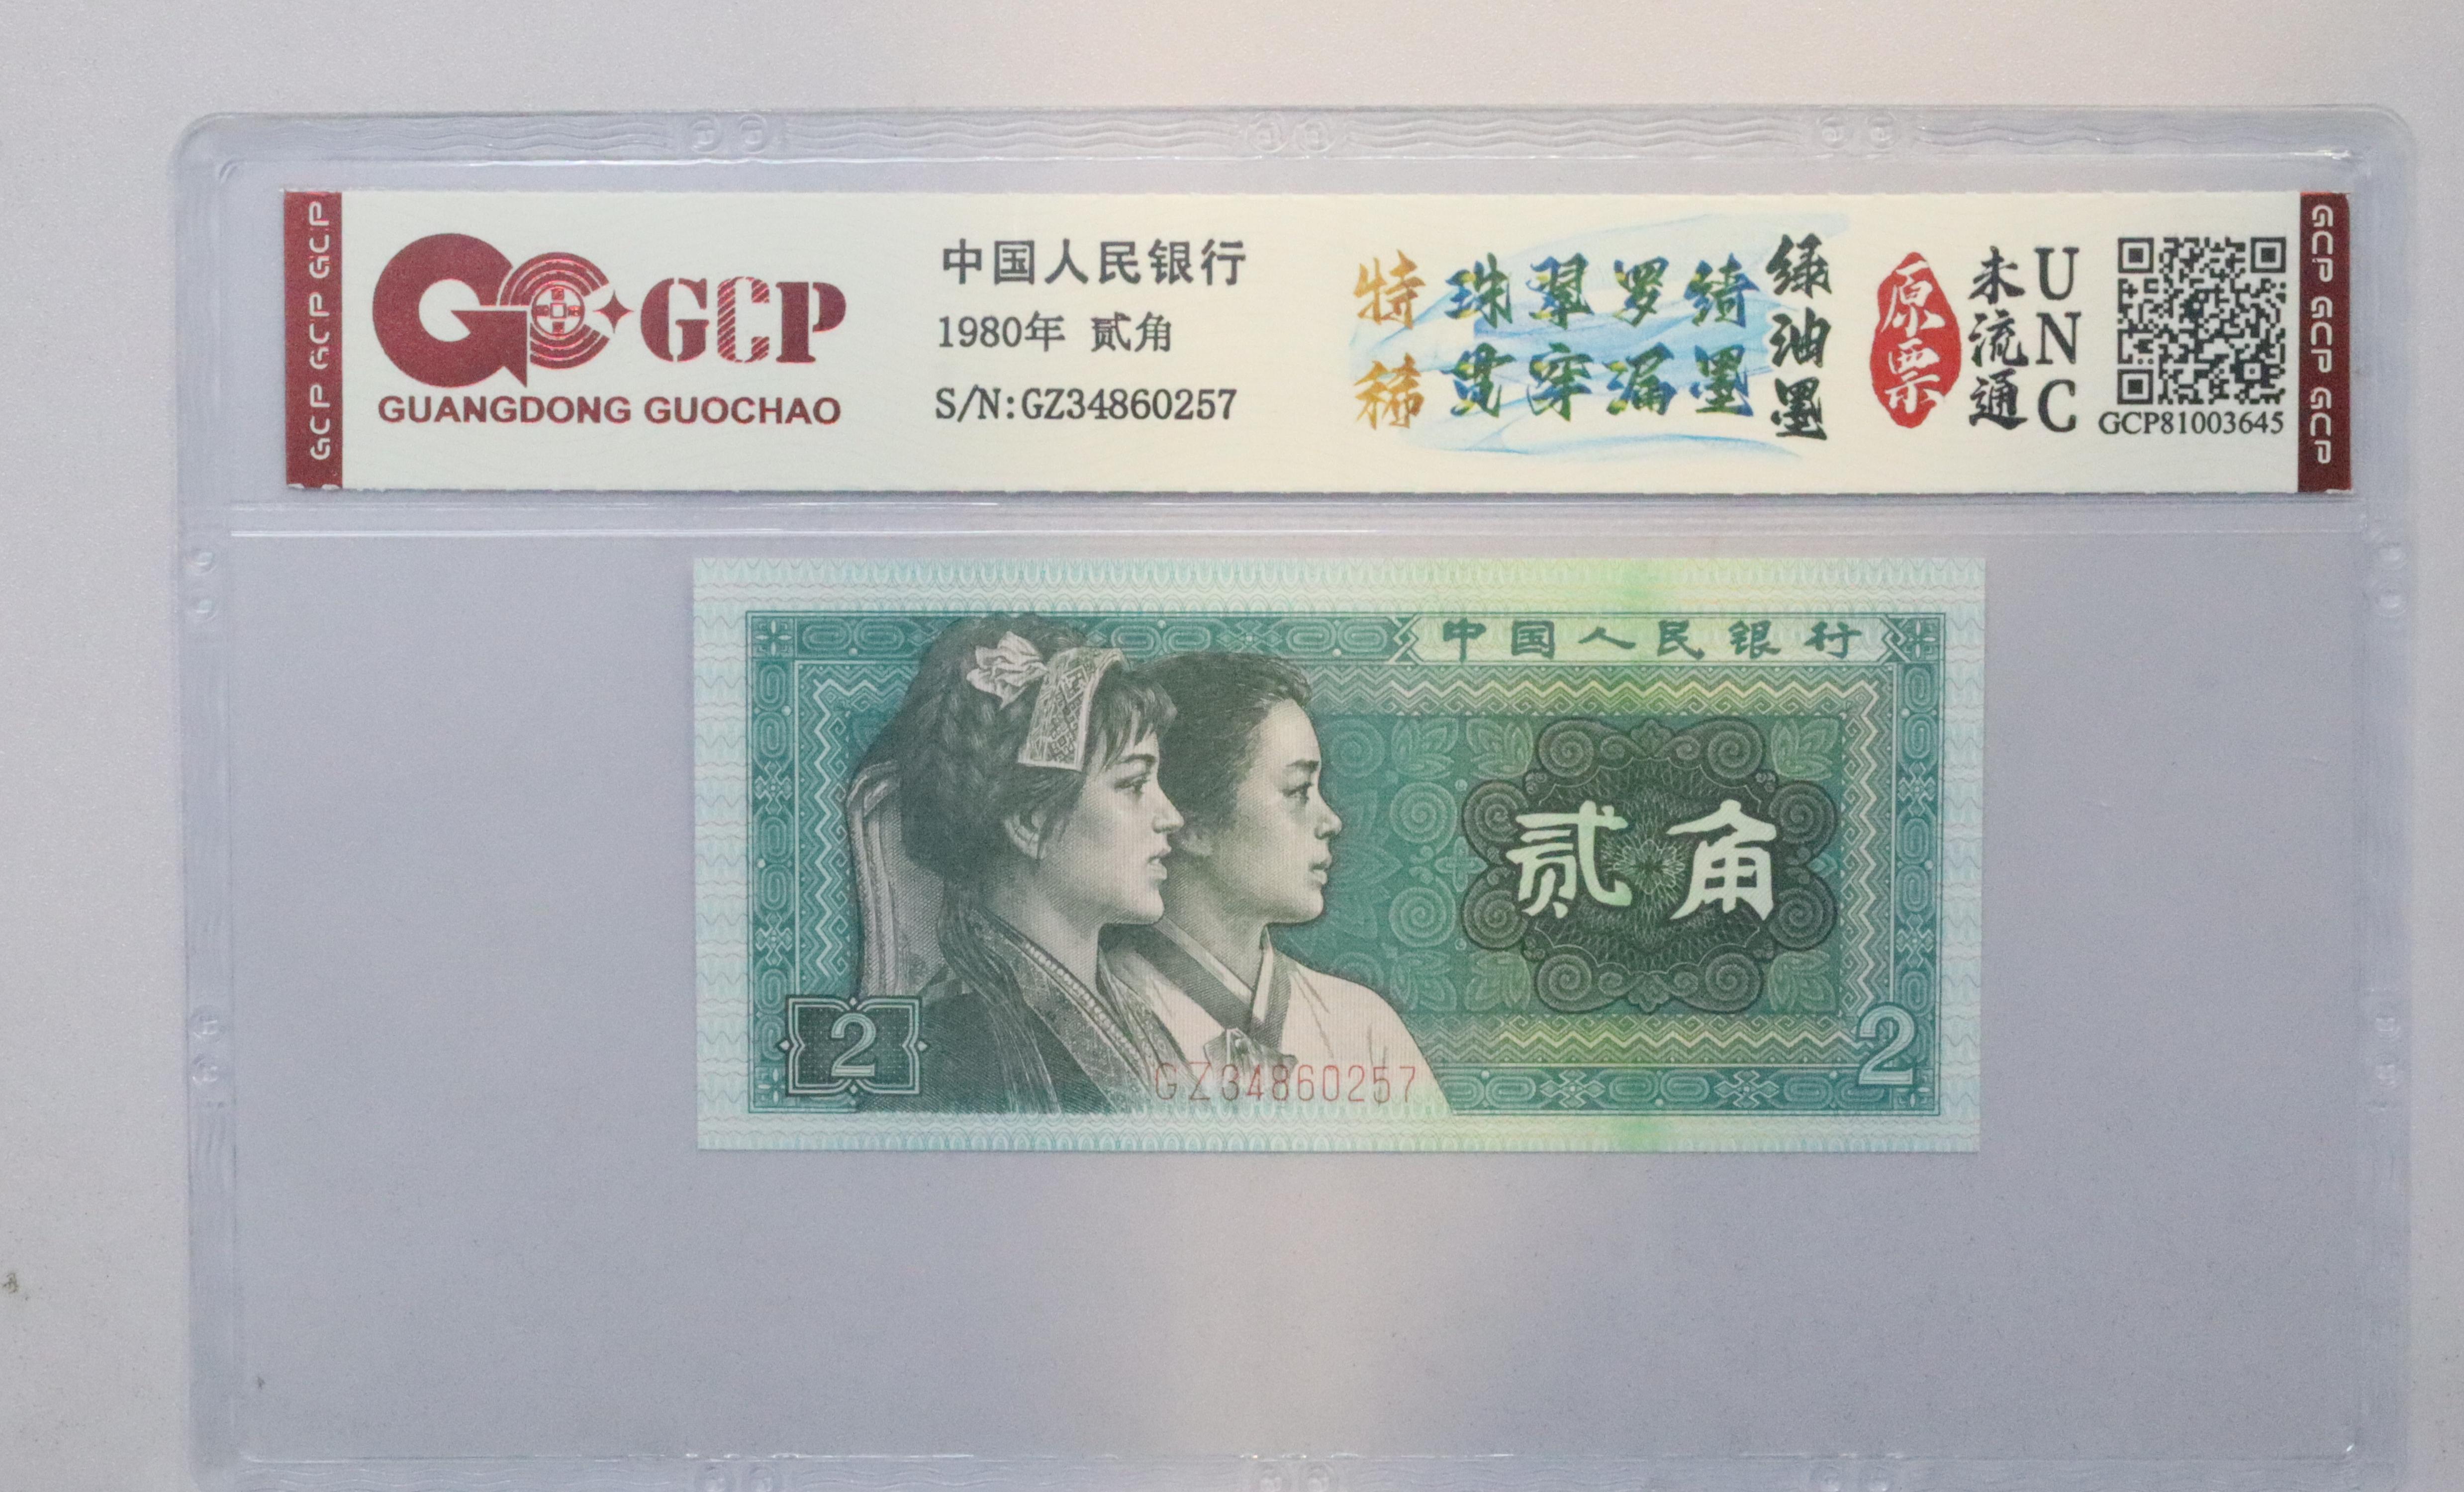 GCP GCP GCP
GCP
GUANGDONG GUOCHAO
中国人民银行
1980年 贰角
S/N:GZ34860257
特稀
珠翠罗绮
贯穿漏墨
绿油墨
原票
未流通
UNC
GCP81003645
GCP GCP GCP
中国人民银行
贰角
2
2
GZ34860257